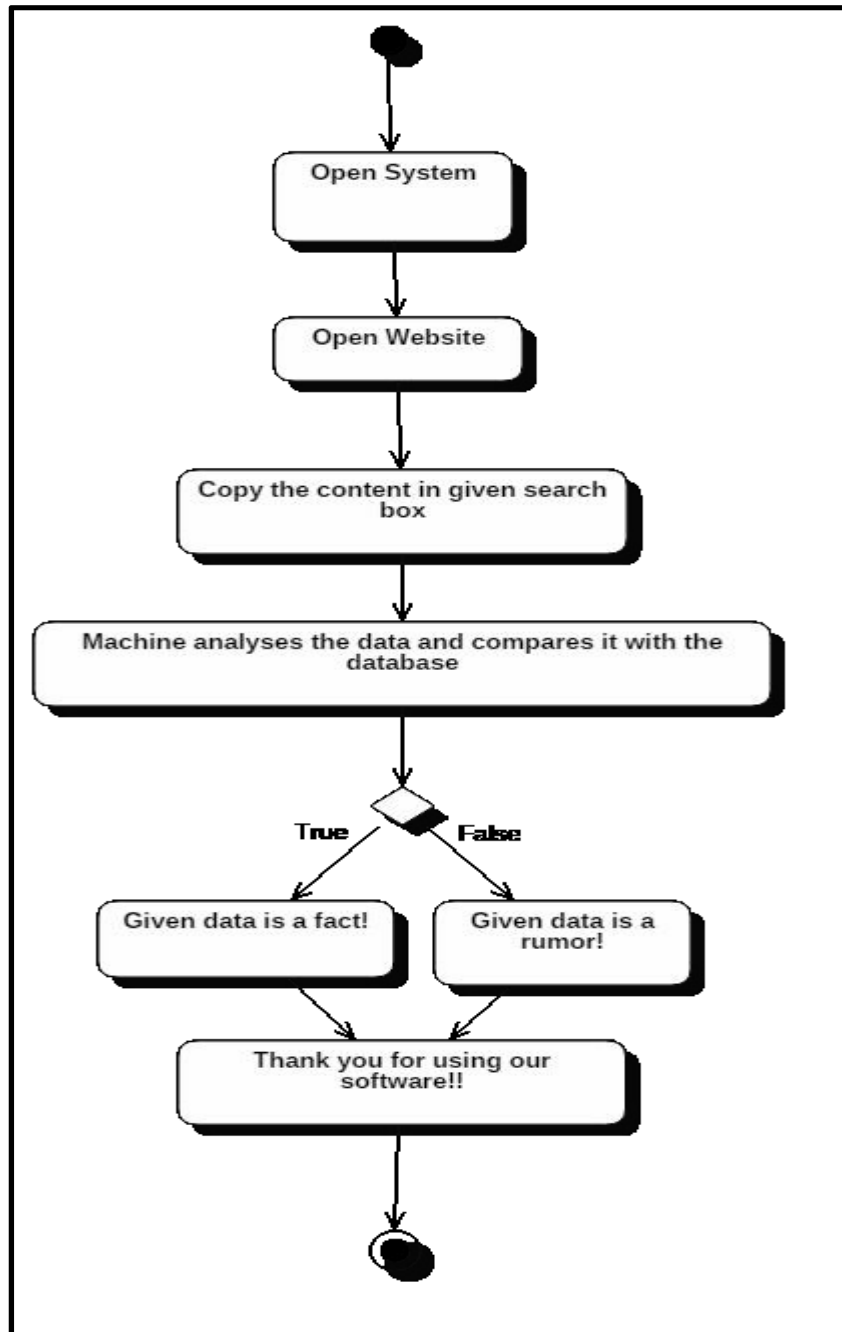 Open System
Open Website
Copy the content in given search
box
Machine analyses the data and compares it with the
database
True
False
Given data is a fact!
Given data is a
rumor!
Thank you for using our
software!!